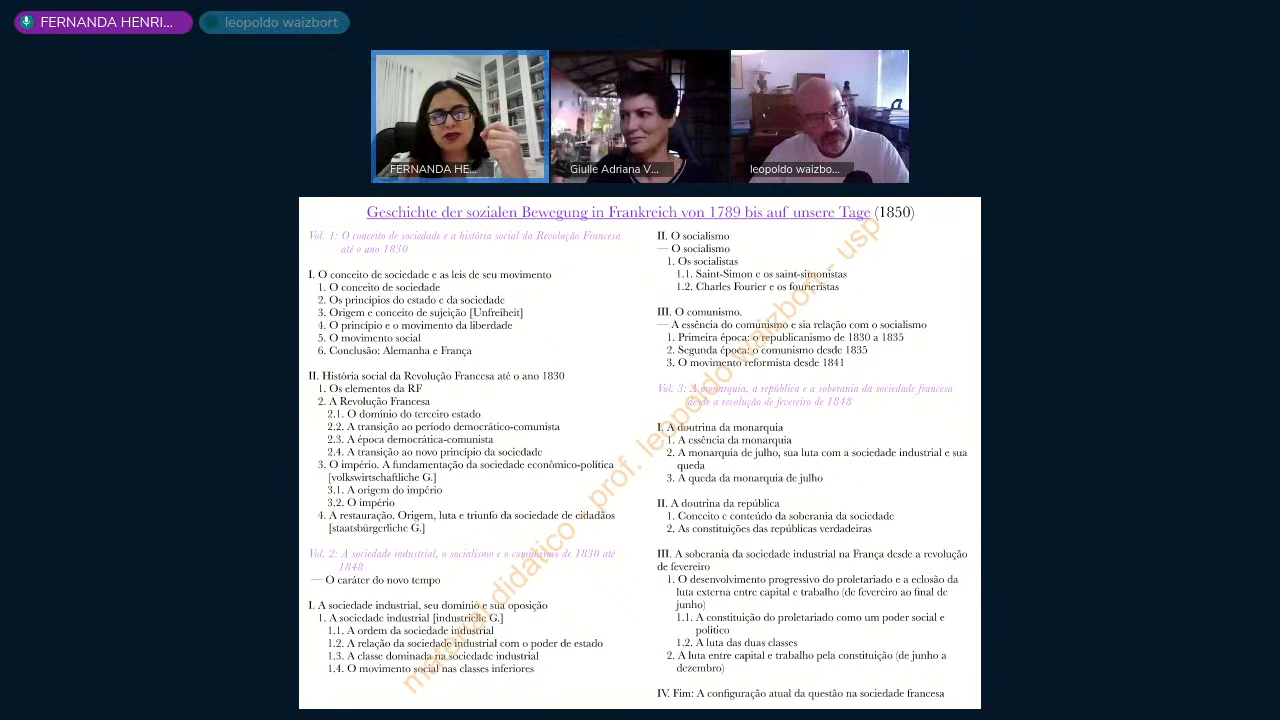 FERNANDA HENRI...
leopoldo waizbort
FERNANDA HE...
Giulle Adriana V...
leopoldo waizbo...
Geschichte der sozialen Bewegung in Frankreich von 1789 bis auf unsere Tage (1850)
Vol. 1: O conceito de sociedade e a história social da Revolução Francesa
até o ano 1830
I. O conceito de sociedade e as leis de seu movimento
1. O conceito de sociedade
2. Os princípios do estado e da sociedade
3. Origem e conceito de sujeição [Unfreiheit]
4. O princípio e o movimento da liberdade
5. O movimento social
6. Conclusão: Alemanha e França
II. História social da Revolução Francesa até o ano 1830
1. Os elementos da RF
2. A Revolução Francesa
2.1. O domínio do terceiro estado
2.2. A transição ao período democrático-comunista
2.3. A época democrática-comunista
2.4. A transição ao novo princípio da sociedade
3. O império. A fundamentação da sociedade econômico-política
[volkswirtschaftliche G.]
3.1. A origem do império
3.2. O império
4. A restauração. Origem, luta e triunfo da sociedade de cidadãos
[staatsbürgerliche G.]
Vol. 2: A sociedade industrial, o socialismo e o comunismo de 1830 até
1848
— O caráter do novo tempo
I. A sociedade industrial, seu domínio e sua oposição
1. A sociedade industrial [industrielle G.]
1.1. A ordem da sociedade industrial
1.2. A relação da sociedade industrial com o poder de estado
1.3. A classe dominada na sociedade industrial
1.4. O movimento social nas classes inferiores
II. O socialismo
— O socialismo
1. Os socialistas
1.1. Saint-Simon e os saint-simonistas
1.2. Charles Fourier e os fourieristas
III. O comunismo.
— A essência do comunismo e sia relação com o socialismo
1. Primeira época: o republicanismo de 1830 a 1835
2. Segunda época: o comunismo desde 1835
3. O movimento reformista desde 1841
Vol. 3: A monarquia, a república e a soberania da sociedade francesa
desde a revolução de fevereiro de 1848
I. A doutrina da monarquia
1. A essência da monarquia
2. A monarquia de julho, sua luta com a sociedade industrial e sua
queda
3. A queda da monarquia de julho
II. A doutrina da república
1. Conceito e conteúdo da soberania da sociedade
2. As constituições das repúblicas verdadeiras
III. A soberania da sociedade industrial na França desde a revolução
de fevereiro
1. O desenvolvimento progressivo do proletariado e a eclosão da
luta externa entre capital e trabalho (de fevereiro ao final de
junho)
1.1. A constituição do proletariado como um poder social e
político
1.2. A luta das duas classes
2. A luta entre capital e trabalho pela constituição (de junho a
dezembro)
IV. Fim: A configuração atual da questão na sociedade francesa
material didatico - prof. leopoldo waizbort - usp